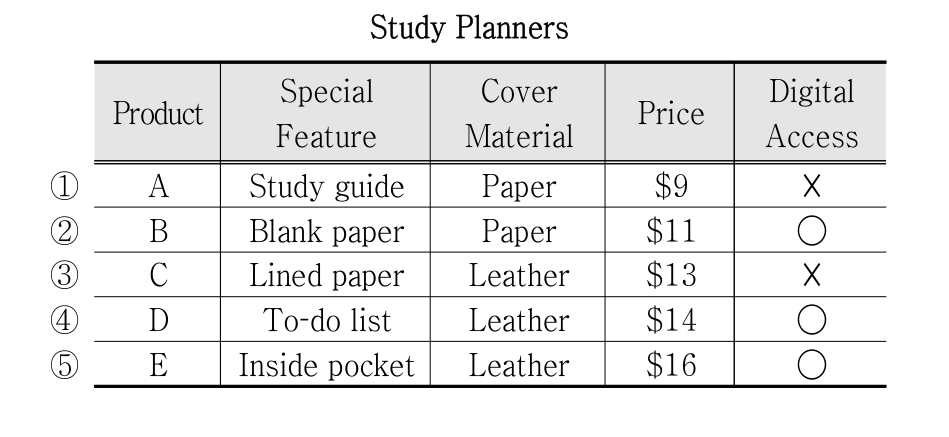 Study Planners
Product Special Feature Cover Material Price Digital Access
① A Study guide Paper $9 X
② B Blank paper Paper $11 ○
③ C Lined paper Leather $13 X
④ D To-do list Leather $14 ○
⑤ E Inside pocket Leather $16 ○